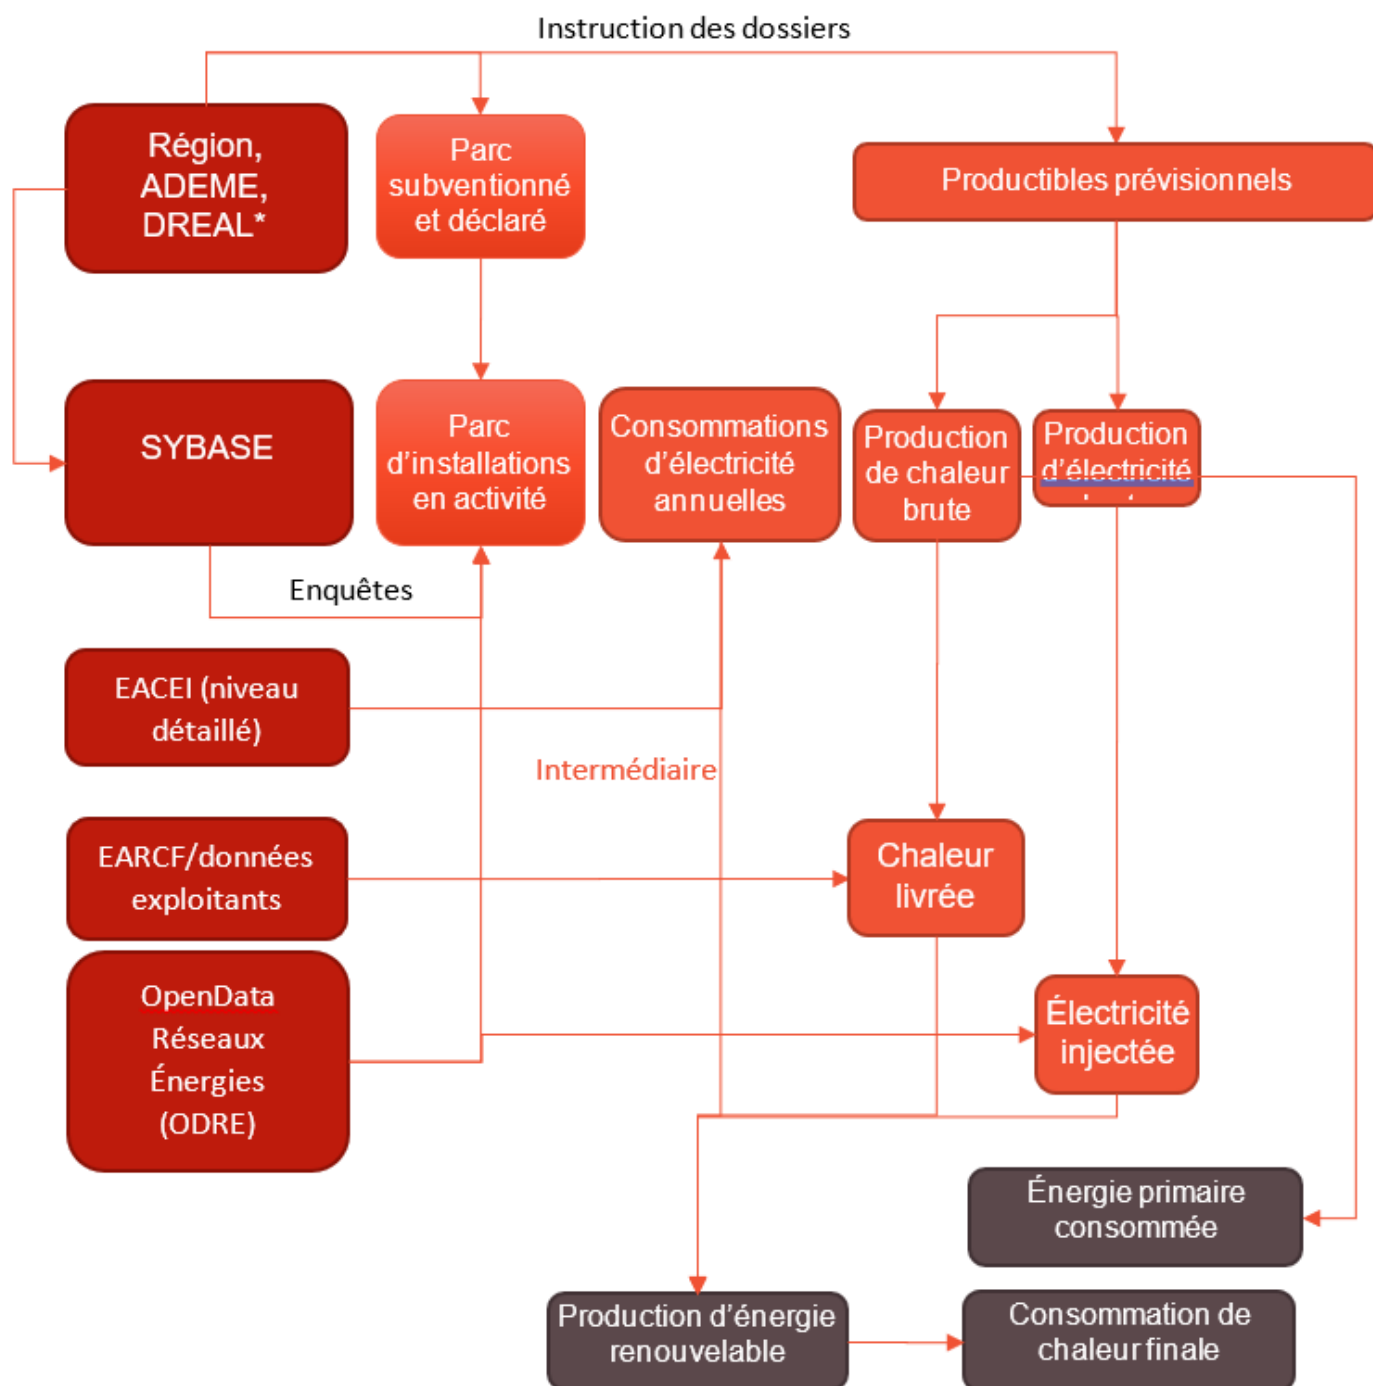 Instruction des dossiers
Région,
ADEME,
DREAL*
Parc
subventionné
et déclaré
Productibles prévisionnels
SYBASE
Parc
d'installations
en activité
Consommations
d'électricité
annuelles
Production
de chaleur
brute
Production
d'électricité
Enquêtes
EACEI (niveau
détaillé)
Intermédiaire
EARCF/données
exploitants
Chaleur
livrée
OpenData
Réseaux
Énergies
(ODRE)
Électricité
injectée
Énergie primaire
consommée
Production d'énergie
renouvelable
Consommation de
chaleur finale